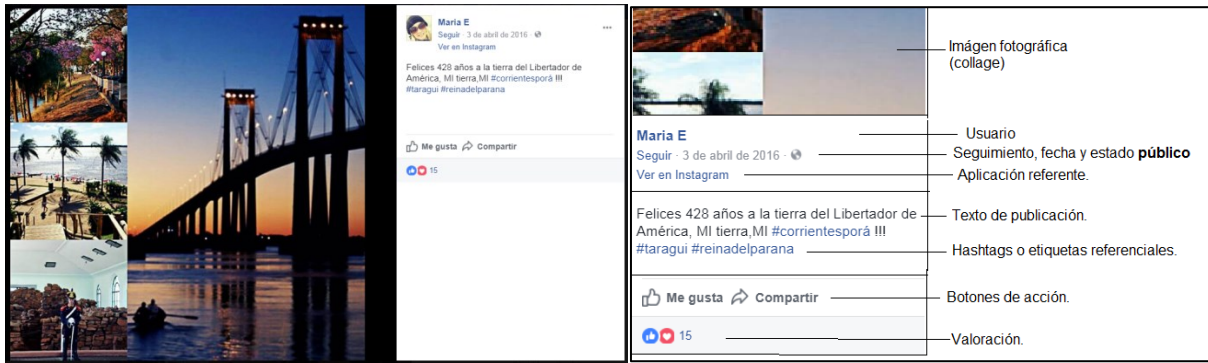 María E
Seguir · 3 de abril de 2016 ·
Ver en Instagram
Felices 428 años a la tierra del Libertador de
América, MI tierra,MI #corrientesporá !!!
#taragui #reinadelparana
Me gusta Compartir
15
María E
Seguir · 3 de abril de 2016 ·
Ver en Instagram
Felices 428 años a la tierra del Libertador de
América, MI tierra,MI #corrientesporá !!!
#taragui #reinadelparana
Me gusta Compartir
15
Imágen fotográfica
(collage)
Usuario
Seguimiento, fecha y estado público
Aplicación referente.
Texto de publicación.
Hashtags o etiquetas referenciales.
Botones de acción.
Valoración.